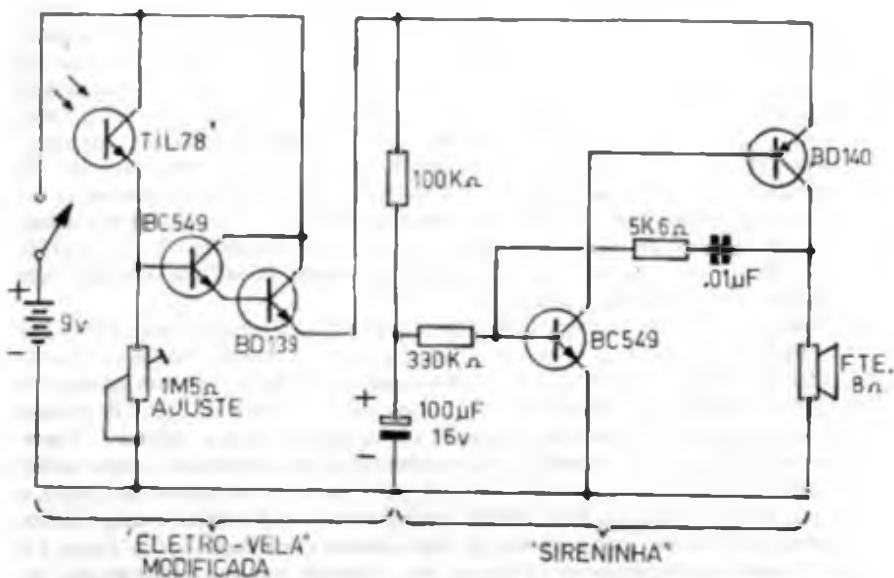 TIL78
BC549
BD139
+
9v
-
1M5Ω
AJUSTE
100KΩ
330KΩ
+
100µF
16v
-
5K6Ω
.01µF
BC549
BD140
FTE.
8Ω
"ELETRO-VELA"
MODIFICADA
"SIRENINHA"